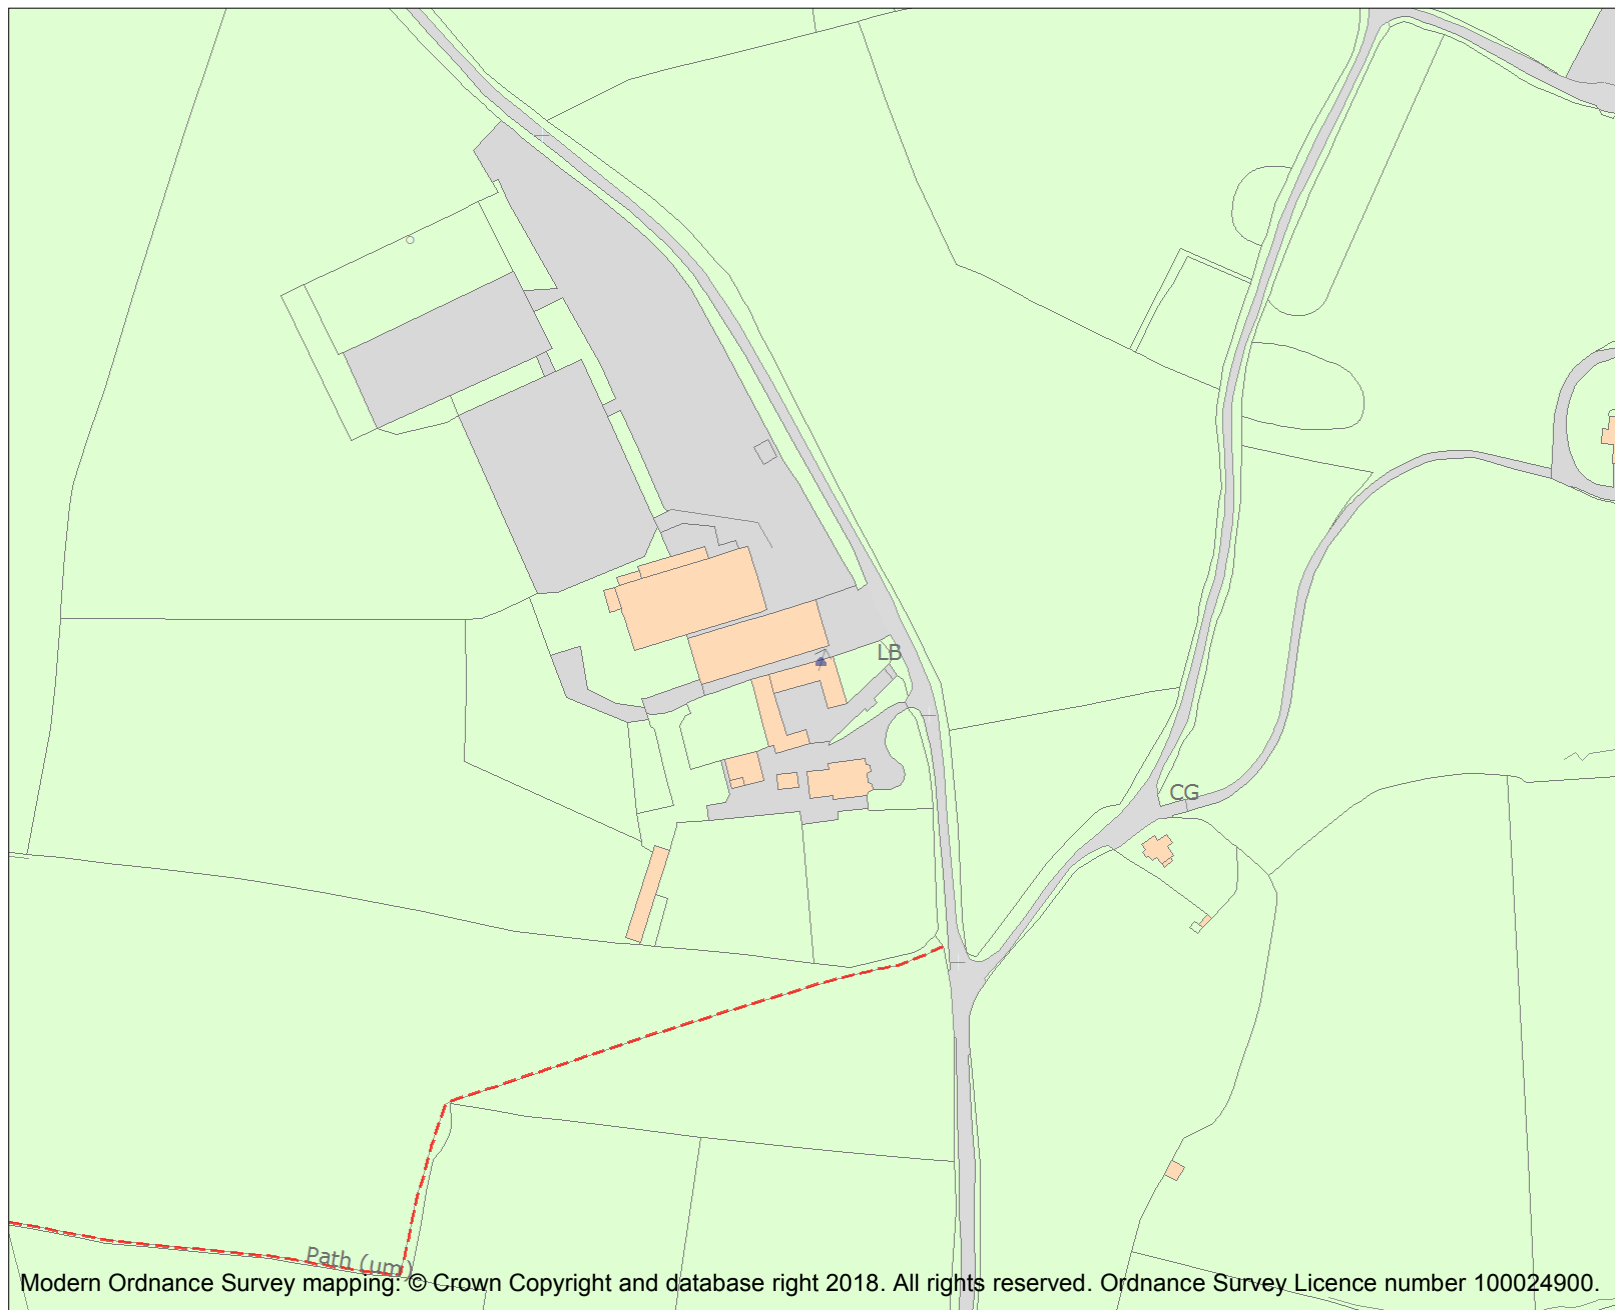 LB
CG
Path (um)
Modern Ordnance Survey mapping: © Crown Copyright and database right 2018. All rights reserved. Ordnance Survey Licence number 100024900.